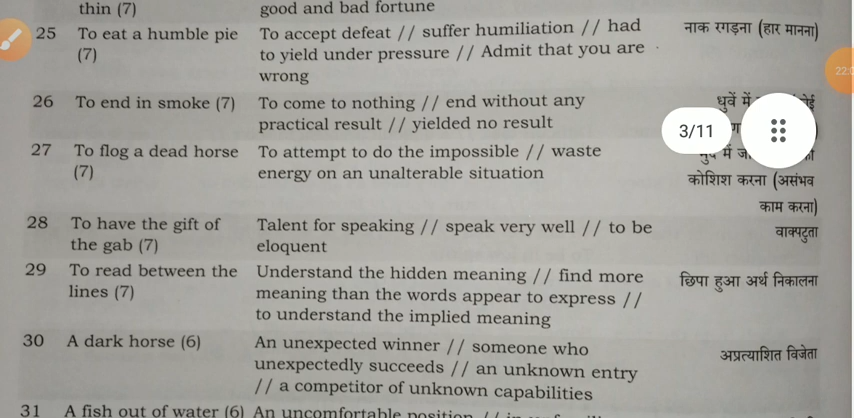 thin (7) good and bad fortune
25 To eat a humble pie To accept defeat // suffer humiliation // had नाक रगड़ना (हार मानना)
(7) to yield under pressure // Admit that you are
wrong
26 To end in smoke (7) To come to nothing // end without any धुवें में
practical result // yielded no result
3/11
22:0
27 To flog a dead horse To attempt to do the impossible // waste
(7) energy on an unalterable situation कोशिश करना (असंभव
काम करना)
28 To have the gift of Talent for speaking // speak very well // to be वाक्पटुता
the gab (7) eloquent
29 To read between the Understand the hidden meaning // find more छिपा हुआ अर्थ निकालना
lines (7) meaning than the words appear to express //
to understand the implied meaning
30 A dark horse (6) An unexpected winner // someone who अप्रत्याशित विजेता
unexpectedly succeeds // an unknown entry
// a competitor of unknown capabilities
31 A fish out of water (6) An uncomfortable position //